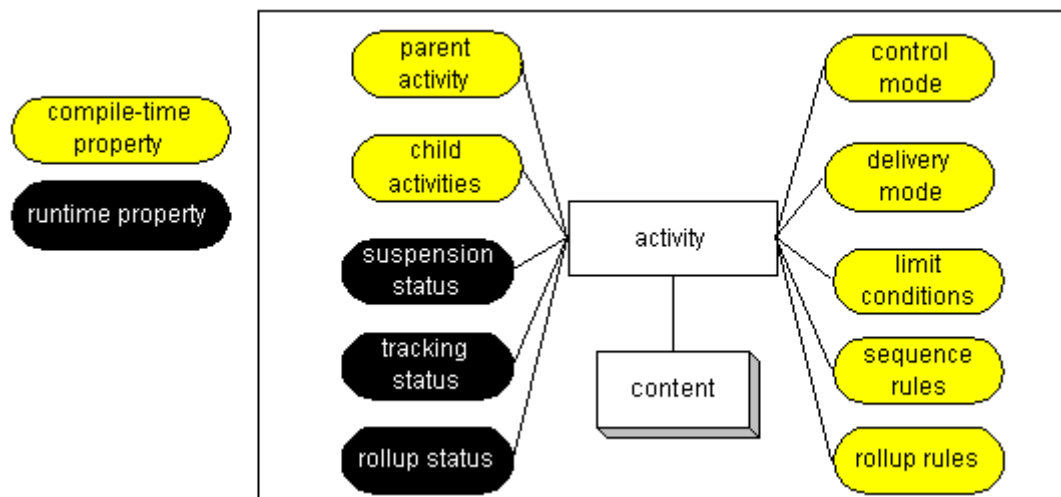 compile-time
property
runtime property
parent
activity
child
activities
suspension
status
tracking
status
rollup status
activity
content
control
mode
delivery
mode
limit
conditions
sequence
rules
rollup rules